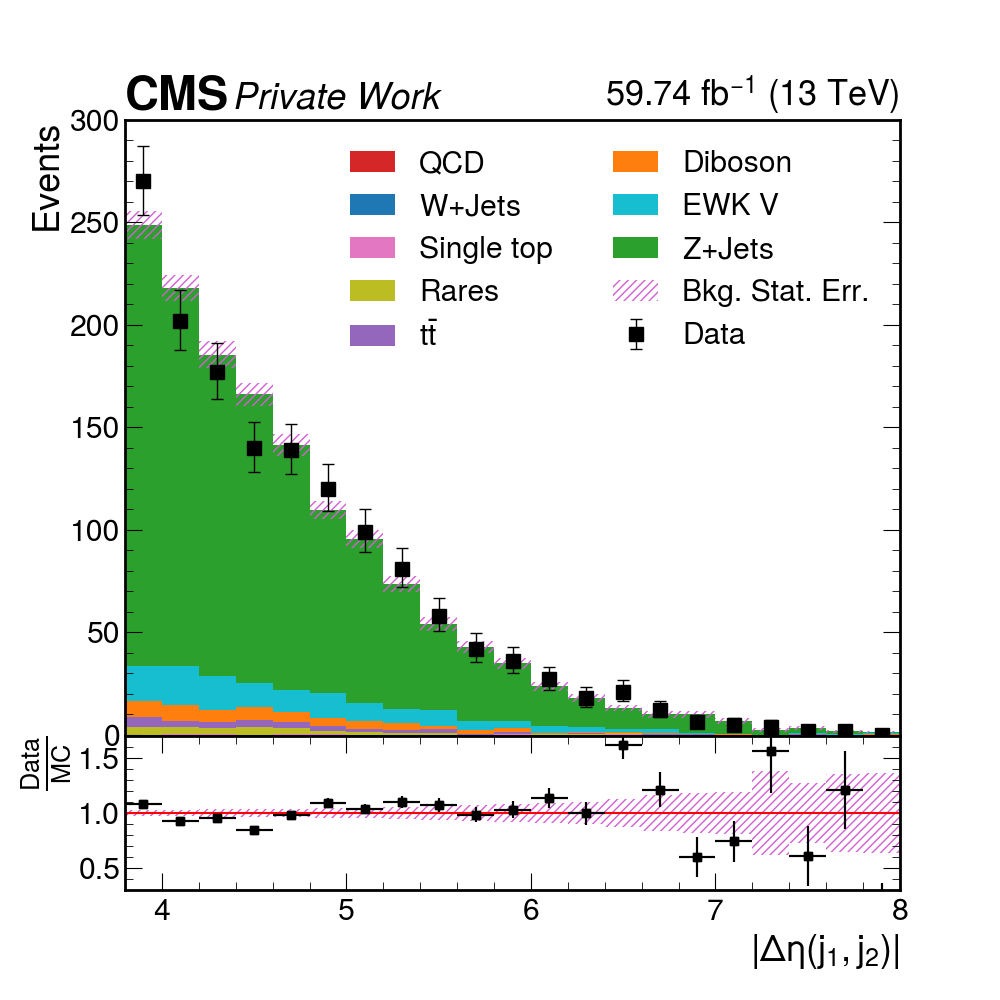 CMS Private Work 59.74 fb⁻¹ (13 TeV)
Events
300
250
200
150
100
50
0
QCD
W+Jets
Single top
Rares
tt̄
Diboson
EWK V
Z+Jets
Bkg. Stat. Err.
Data
Data
MC
1.5
1.0
0.5
4 5 6 7 8
|Δη(j₁, j₂)|